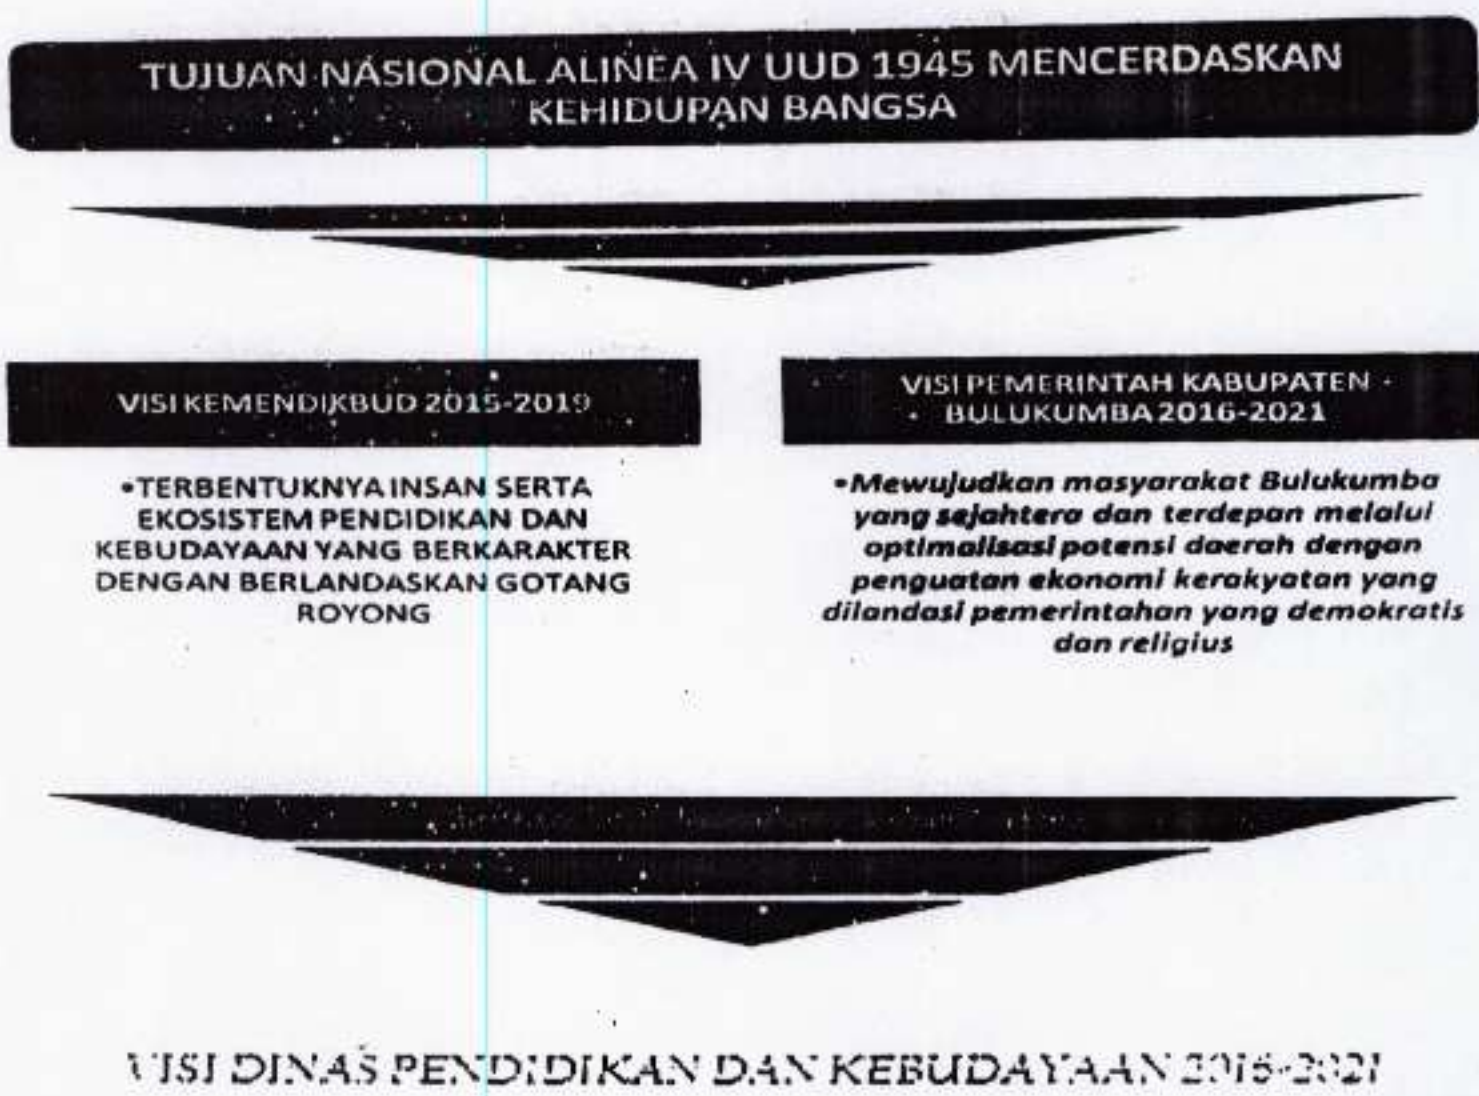 TUJUAN NASIONAL ALINEA IV UUD 1945 MENCERDASKAN
KEHIDUPAN BANGSA
VISI KEMENDIKBUD 2015-2019
•TERBENTUKNYA INSAN SERTA
EKOSISTEM PENDIDIKAN DAN
KEBUDAYAAN YANG BERKARAKTER
DENGAN BERLANDASKAN GOTANG
ROYONG
VISI PEMERINTAH KABUPATEN
BULUKUMBA 2016-2021
•Mewujudkan masyarakat Bulukumba
yang sejahtera dan terdepan melalui
optimalisasi potensi daerah dengan
penguatan ekonomi kerakyatan yang
dilandasi pemerintahan yang demokratis
dan religius
VISI DINAS PENDIDIKAN DAN KEBUDAYAAN 2016-2021